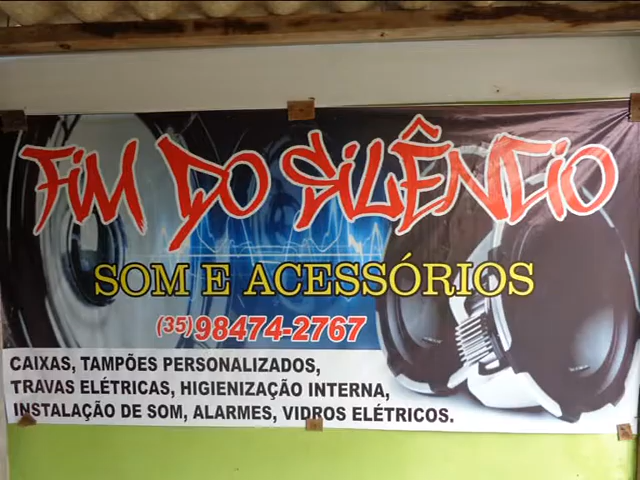 FIM DO SILÊNCIO
SOM E ACESSÓRIOS
(35)98474-2767
CAIXAS, TAMPÕES PERSONALIZADOS,
TRAVAS ELÉTRICAS, HIGIENIZAÇÃO INTERNA,
INSTALAÇÃO DE SOM, ALARMES, VIDROS ELÉTRICOS.